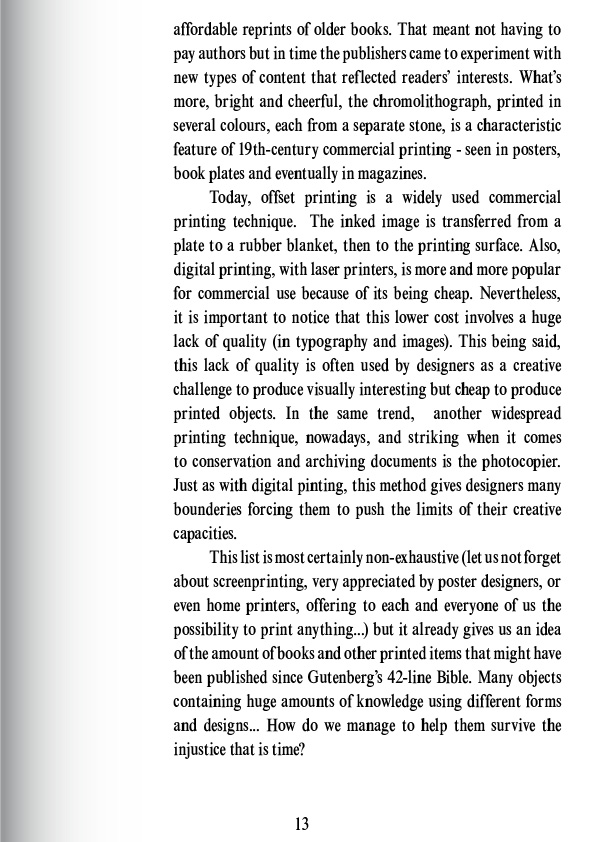 affordable reprints of older books. That meant not having to
pay authors but in time the publishers came to experiment with
new types of content that reflected readers’ interests. What’s
more, bright and cheerful, the chromolithograph, printed in
several colours, each from a separate stone, is a characteristic
feature of 19th-century commercial printing - seen in posters,
book plates and eventually in magazines.
Today, offset printing is a widely used commercial
printing technique.  The inked image is transferred from a
plate to a rubber blanket, then to the printing surface. Also,
digital printing, with laser printers, is more and more popular
for commercial use because of its being cheap. Nevertheless,
it is important to notice that this lower cost involves a huge
lack of quality (in typography and images). This being said,
this lack of quality is often used by designers as a creative
challenge to produce visually interesting but cheap to produce
printed objects. In the same trend,  another widespread
printing technique, nowadays, and striking when it comes
to conservation and archiving documents is the photocopier.
Just as with digital pinting, this method gives designers many
bounderies forcing them to push the limits of their creative
capacities.
This list is most certainly non-exhaustive (let us not forget
about screenprinting, very appreciated by poster designers, or
even home printers, offering to each and everyone of us the
possibility to print anything...) but it already gives us an idea
of the amount of books and other printed items that might have
been published since Gutenberg’s 42-line Bible. Many objects
containing huge amounts of knowledge using different forms
and designs... How do we manage to help them survive the
injustice that is time?
13